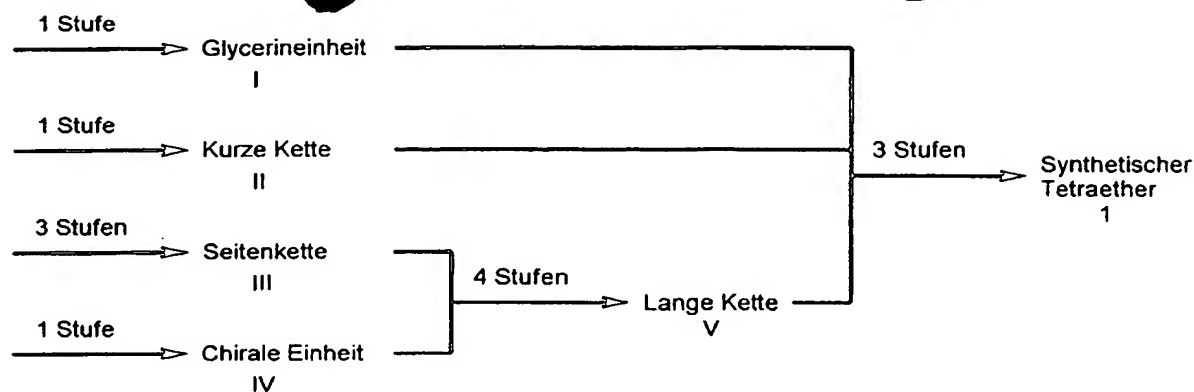 1 Stufe
Glycerineinheit
I
1 Stufe
Kurze Kette
II
3 Stufen
Synthetischer
Tetraether
1
3 Stufen
Seitenkette
III
4 Stufen
Lange Kette
V
1 Stufe
Chirale Einheit
IV